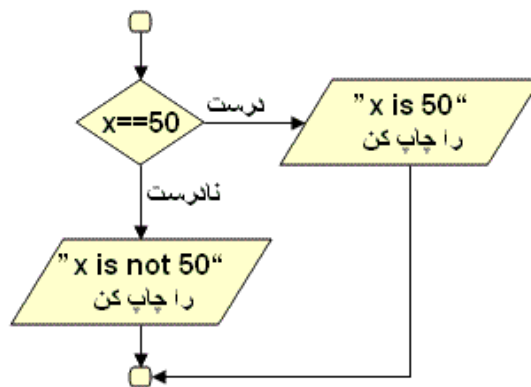 x==50
درست
”x is 50“
را چاپ کن
نادرست
”x is not 50“
را چاپ کن